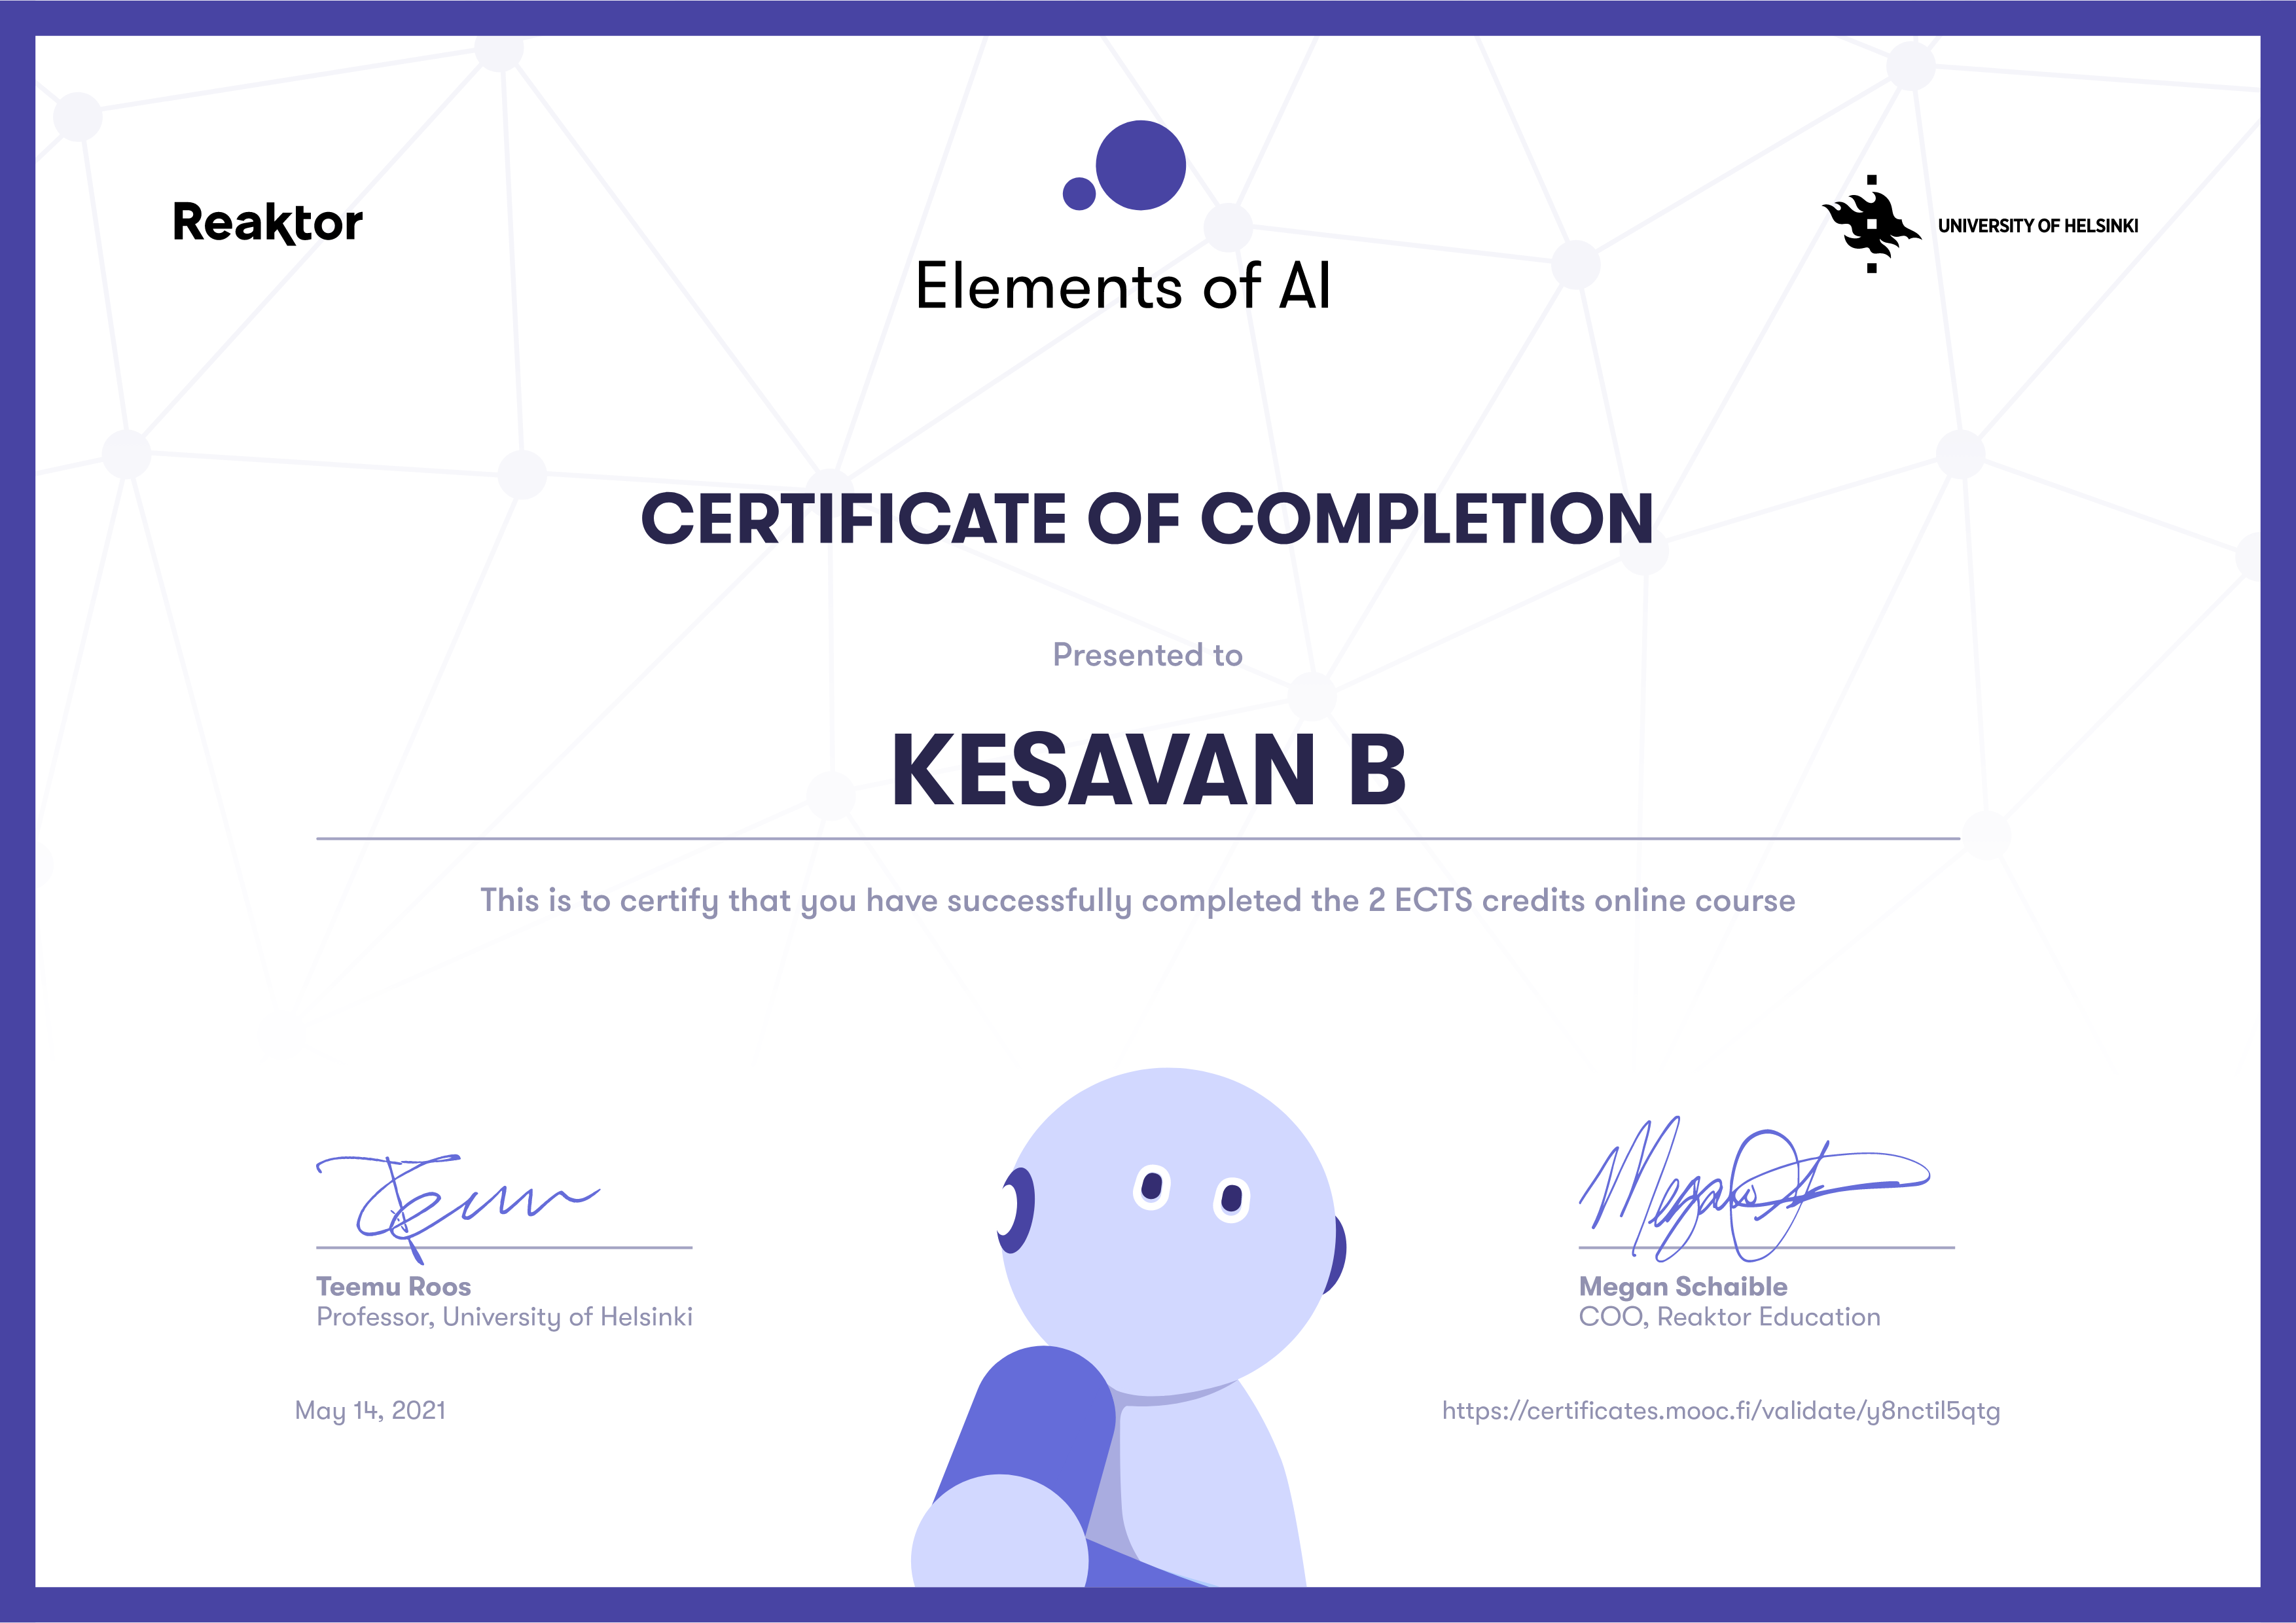 Reaktor
Elements of AI
UNIVERSITY OF HELSINKI
CERTIFICATE OF COMPLETION
Presented to
KESAVAN B
This is to certify that you have successfully completed the 2 ECTS credits online course
Teemu Roos
Professor, University of Helsinki
Megan Schaible
COO, Reaktor Education
May 14, 2021
https://certificates.mooc.fi/validate/y8nctil5qtg